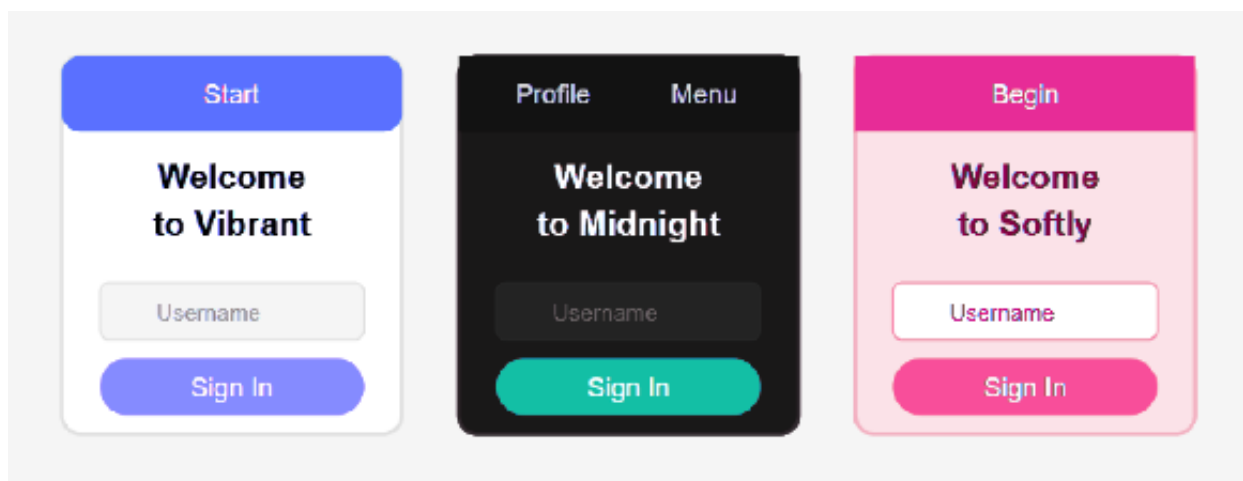 Start
Welcome
to Vibrant
Username
Sign In
Profile Menu
Welcome
to Midnight
Username
Sign In
Begin
Welcome
to Softly
Username
Sign In